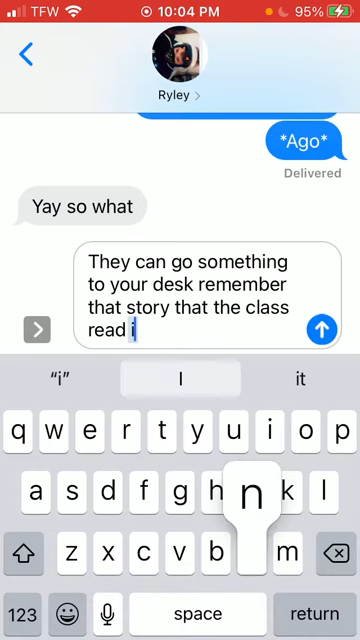 TFW 10:04 PM 95%
Ryley
*Ago*
Delivered
Yay so what
They can go something
to your desk remember
that story that the class
read i
“i” I it
q w e r t y u i o p
a s d f g h n k l
z x c v b m
123 space return